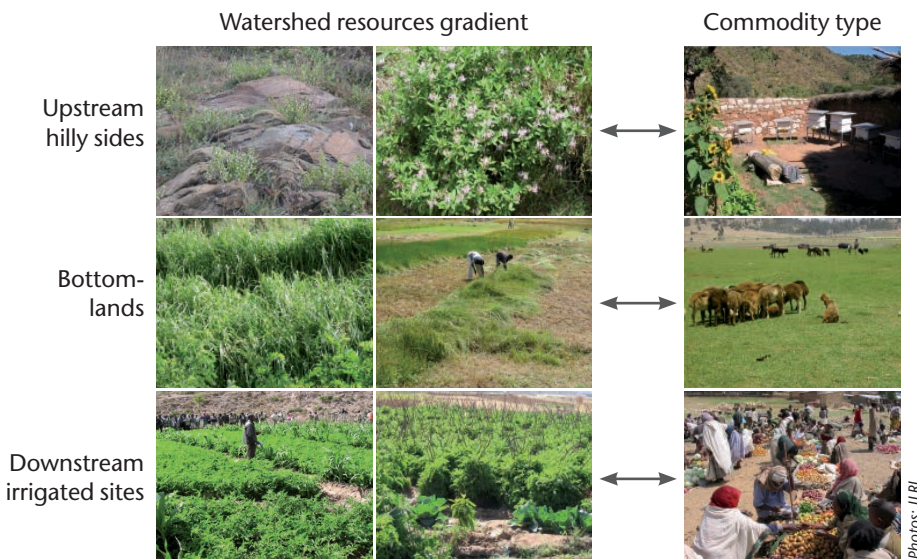 Watershed resources gradient
Commodity type
Upstream
hilly sides
Bottom-
lands
Downstream
irrigated sites
Photos: ILRI